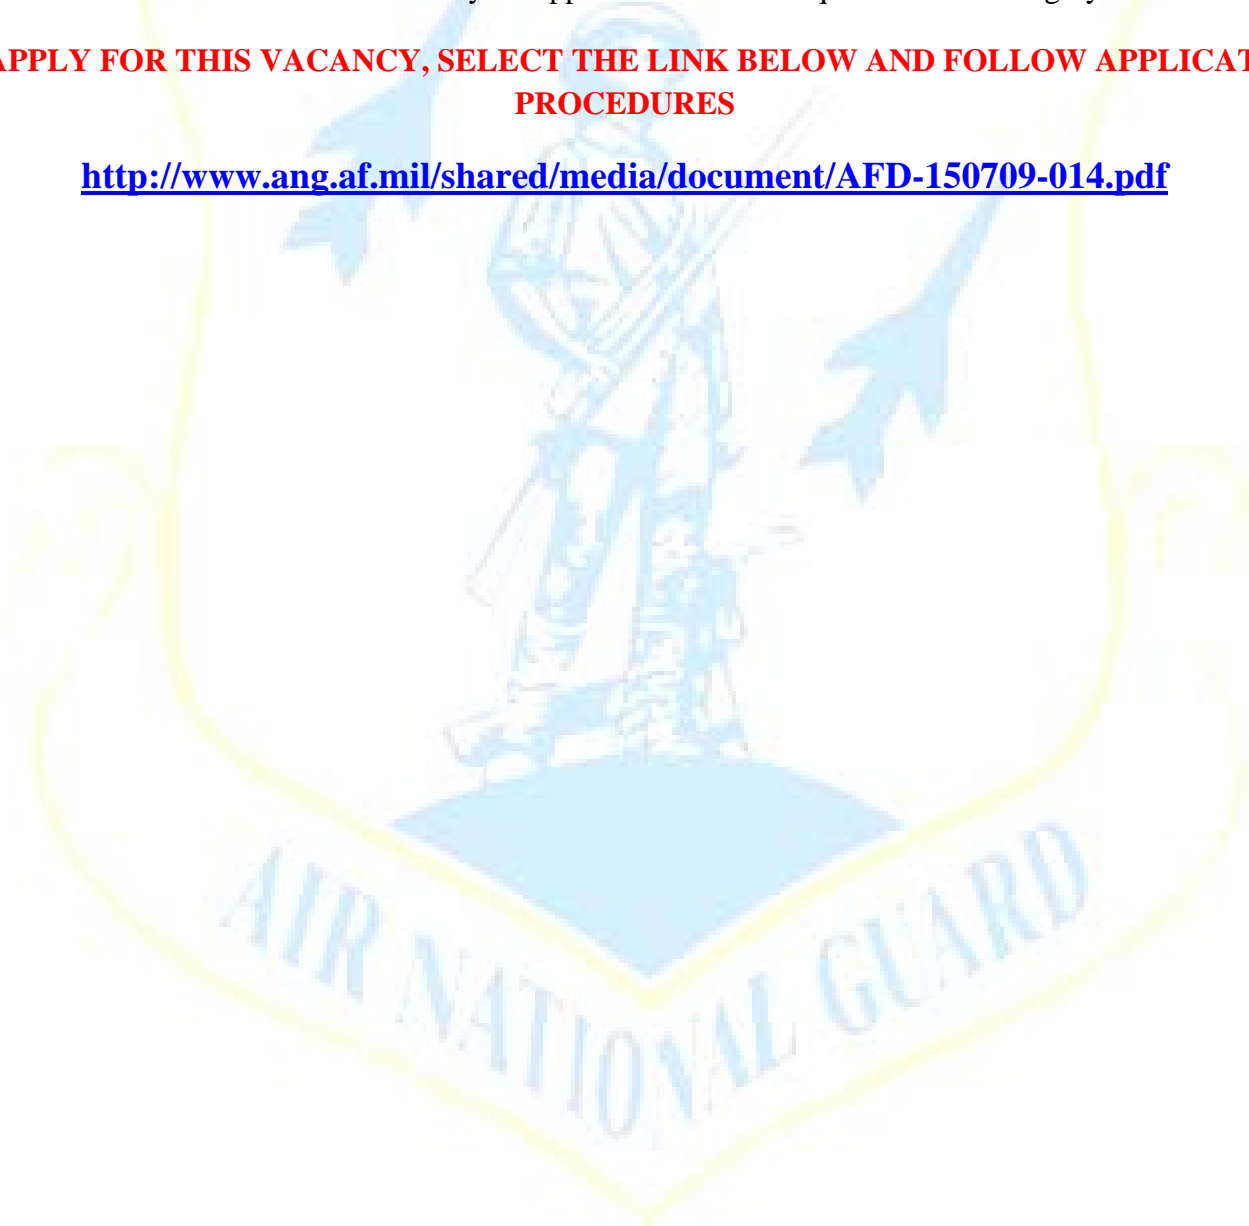 APPLY FOR THIS VACANCY, SELECT THE LINK BELOW AND FOLLOW APPLICAT
PROCEDURES
http://www.ang.af.mil/shared/media/document/AFD-150709-014.pdf
AIR NATIONAL GUARD